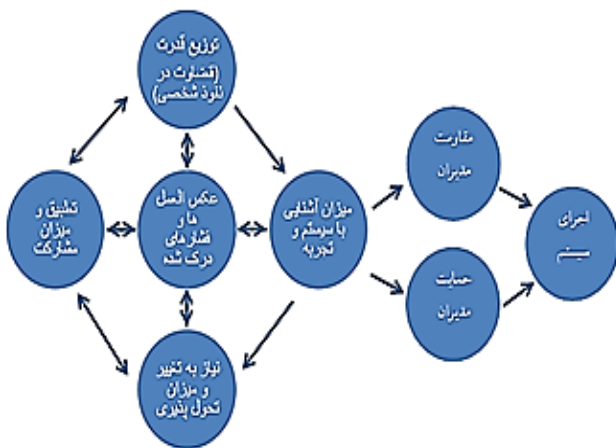 توزیع قدرت
(قضاوت در
نفوذ شخصی)
مقاومت
مدیران
میزان آشنایی
با سیستم و
تجربه
عکس العمل
ها و
فشارهای
درک شده
تطبیق و
میزان
مشارکت
اجرای
سیستم
حمایت
مدیران
نیاز به تغییر
و میزان
تحول پذیری